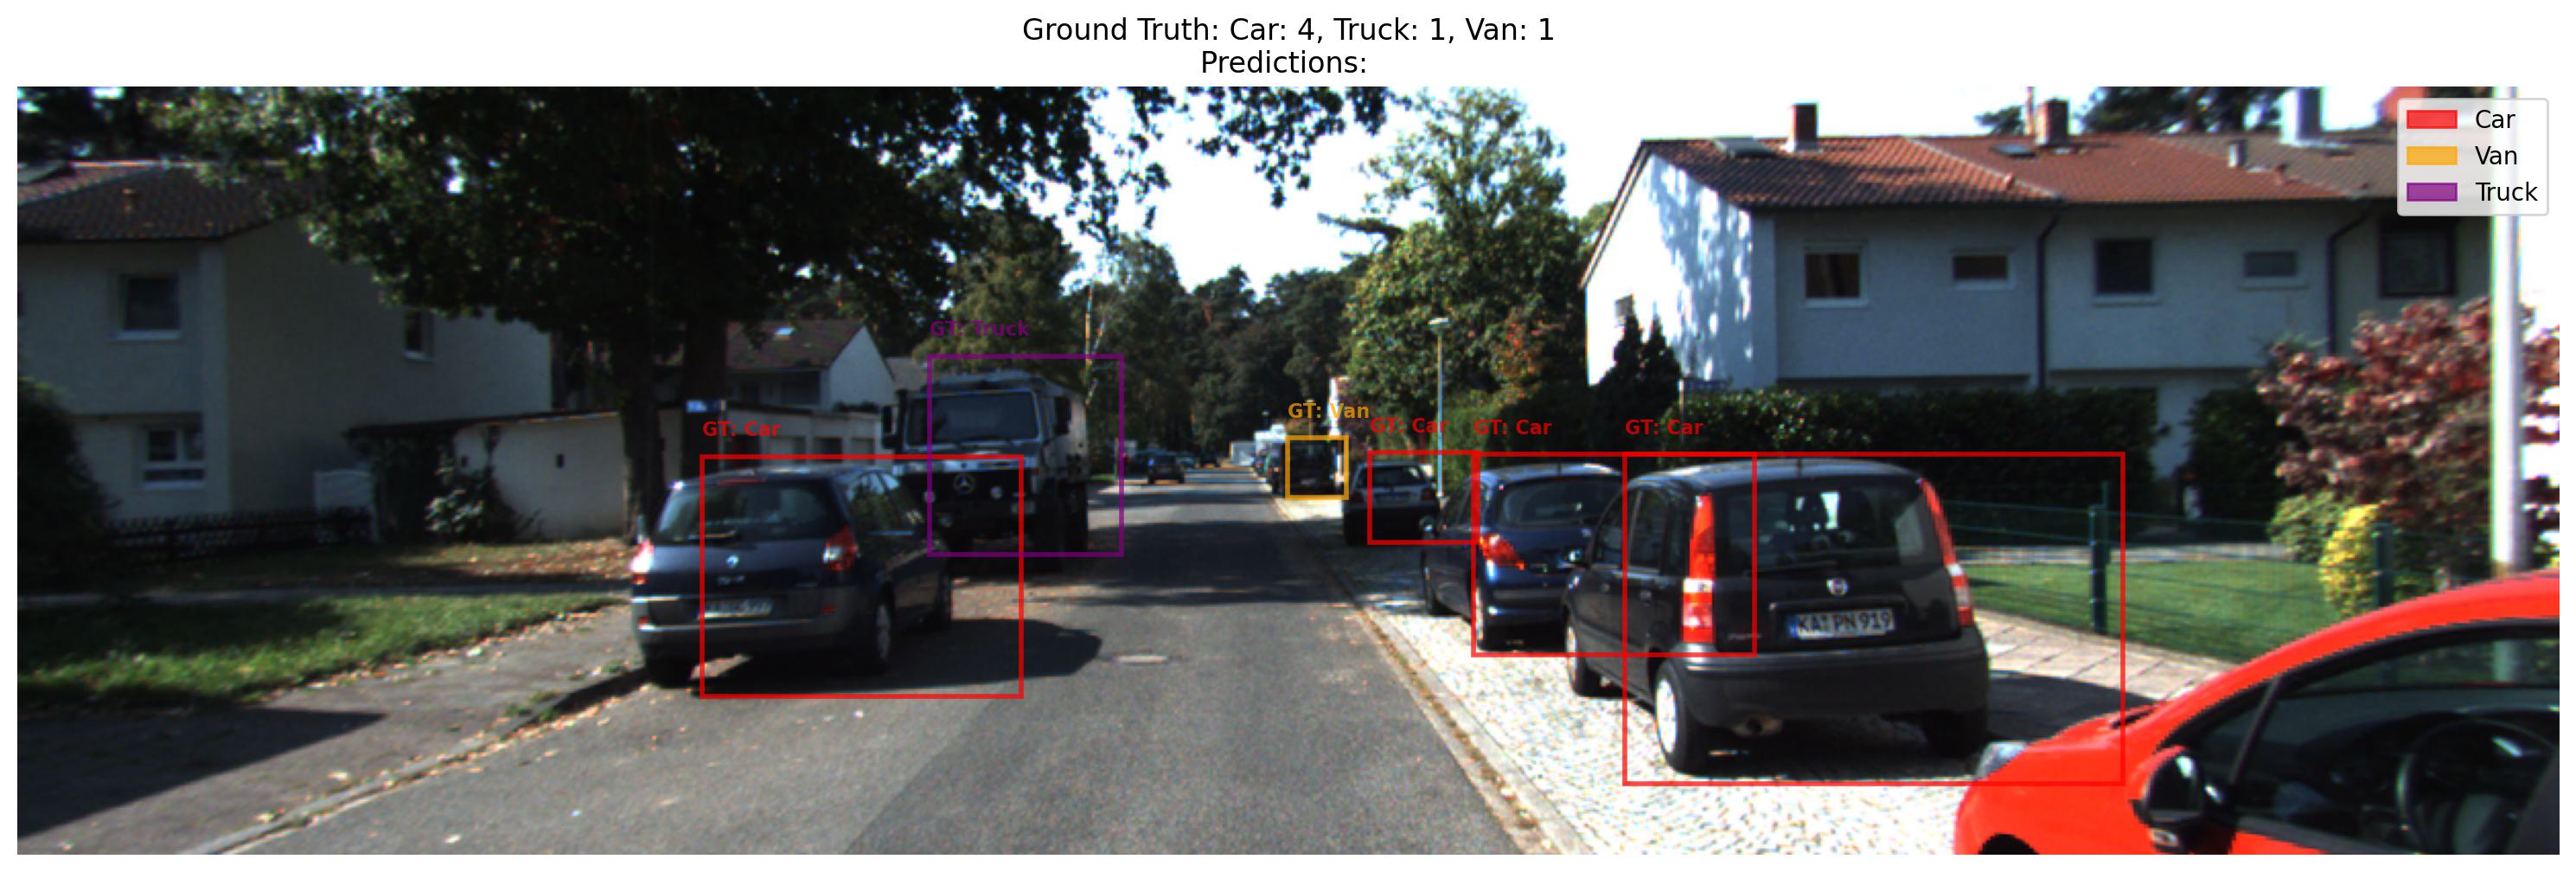 Ground Truth: Car: 4, Truck: 1, Van: 1
Predictions:
Car
Van
Truck
GT: Truck
GT: Van
GT: Car
GT: Car
GT: Car
GT: Car
KA PN 919